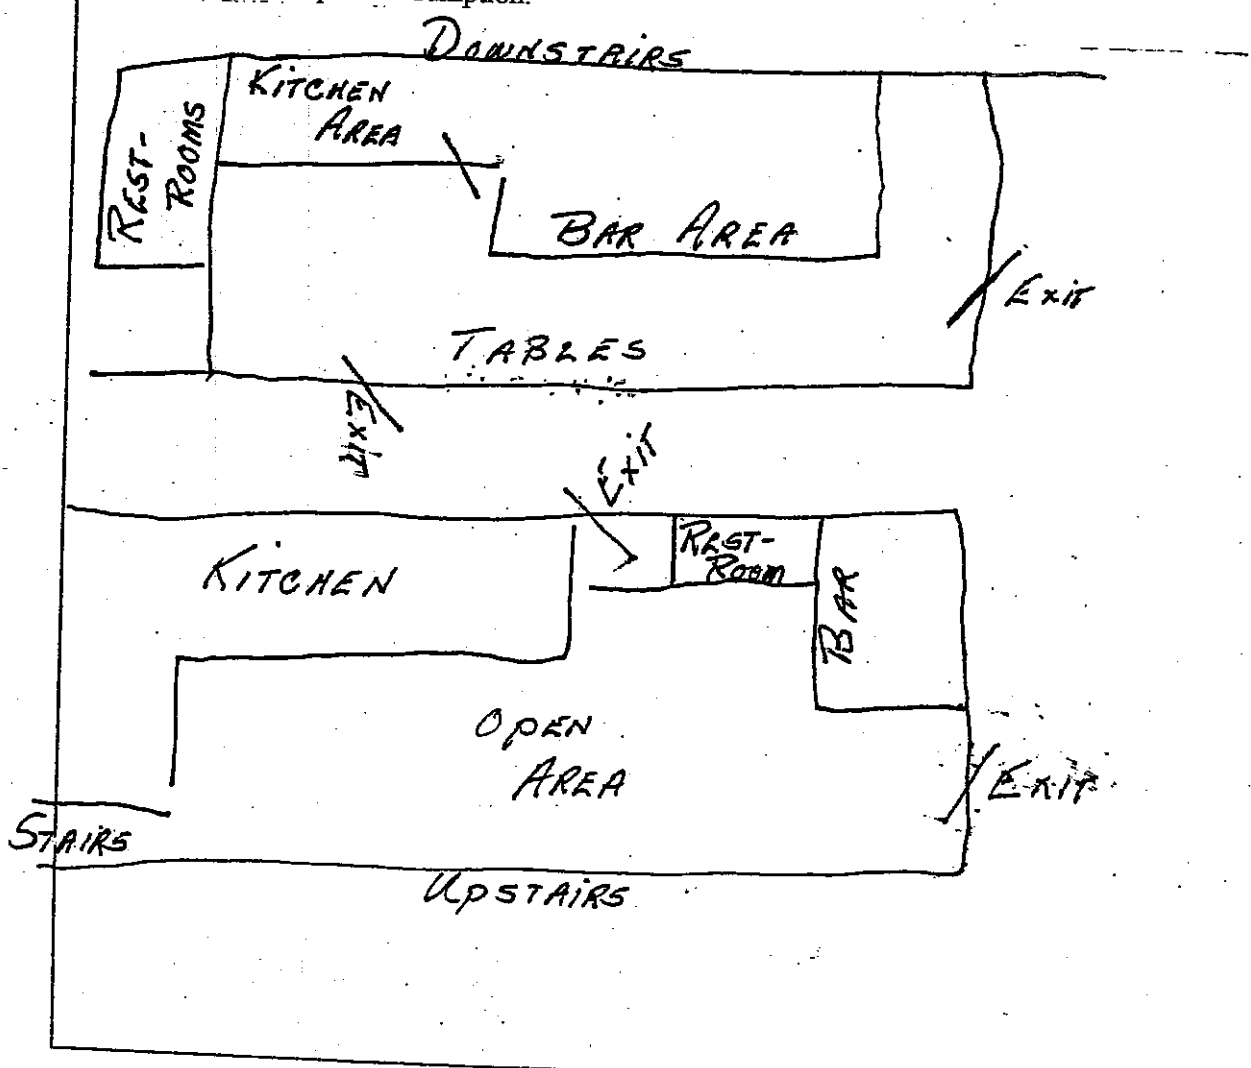 DOWNSTAIRS
KITCHEN
AREA
REST-
ROOMS
BAR AREA
EXIT
TABLES
EXIT
EXIT
KITCHEN
REST-
ROOM
BAR
OPEN
AREA
EXIT
STAIRS
UPSTAIRS